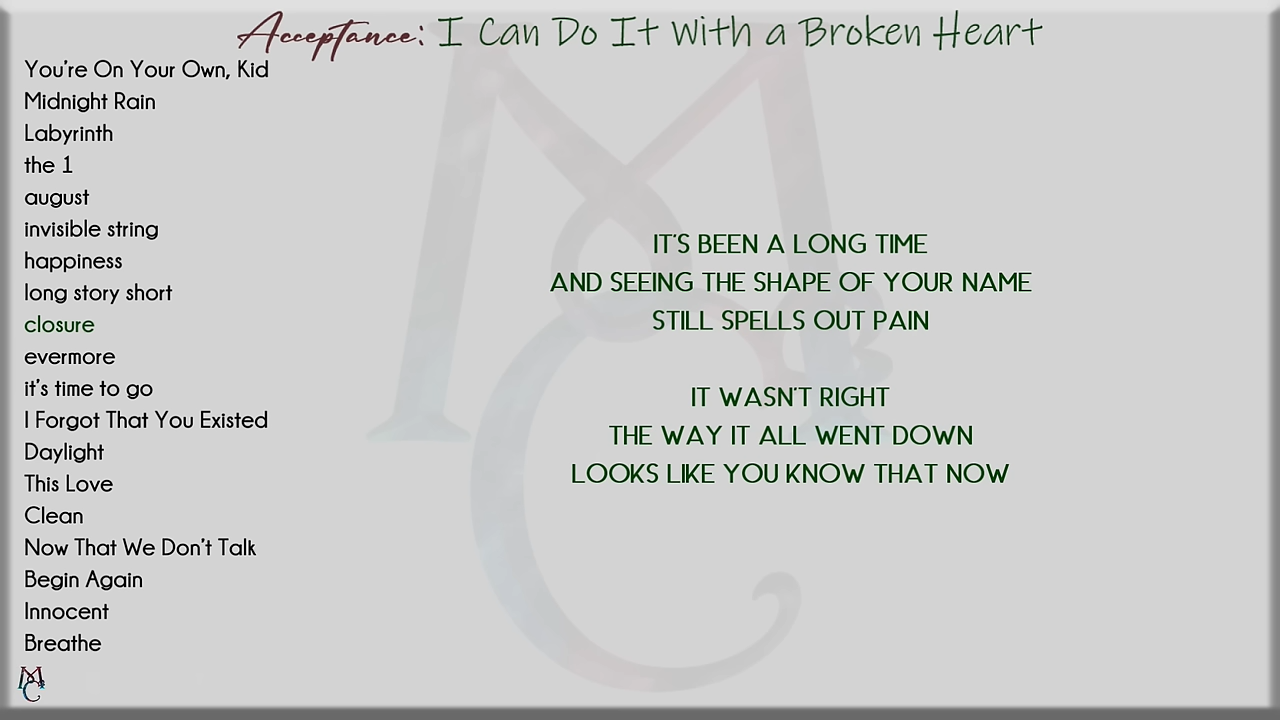 Acceptance: I Can Do It With a Broken Heart
You're On Your Own, Kid
Midnight Rain
Labyrinth
the 1
august
invisible string
happiness
long story short
closure
evermore
it's time to go
I Forgot That You Existed
Daylight
This Love
Clean
Now That We Don't Talk
Begin Again
Innocent
Breathe
IT'S BEEN A LONG TIME
AND SEEING THE SHAPE OF YOUR NAME
STILL SPELLS OUT PAIN
IT WASN'T RIGHT
THE WAY IT ALL WENT DOWN
LOOKS LIKE YOU KNOW THAT NOW